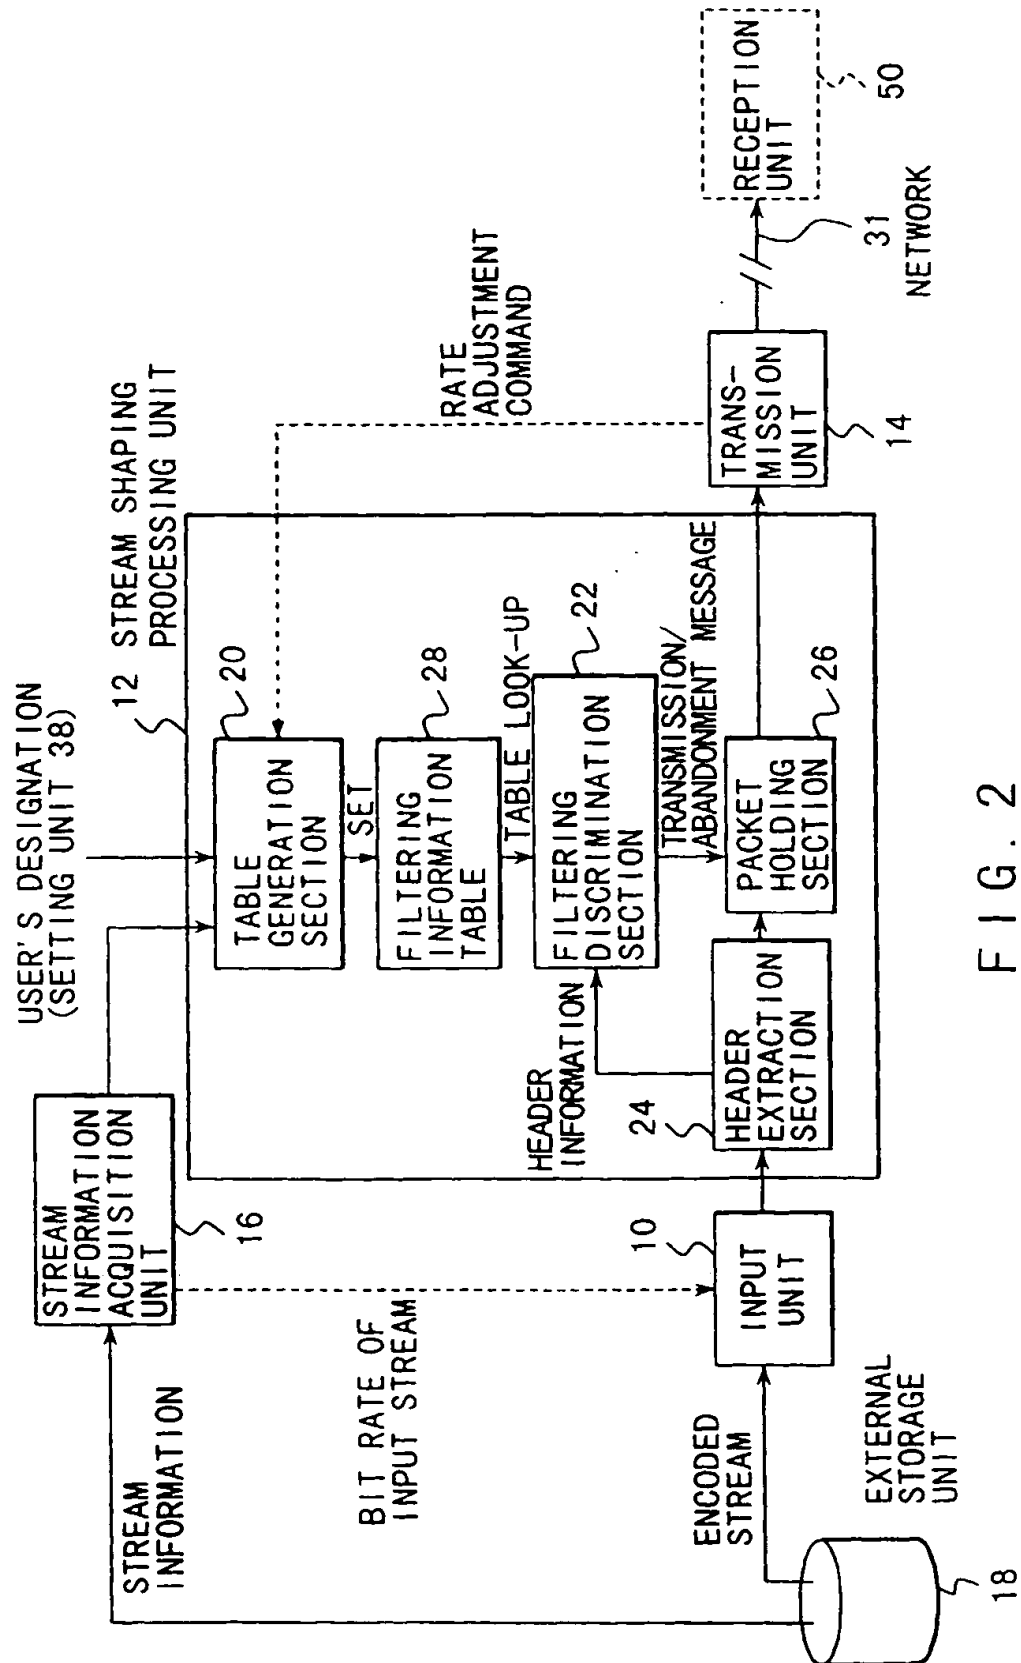 USER'S DESIGNATION
(SETTING UNIT 38)
12 STREAM SHAPING
PROCESSING UNIT
STREAM
INFORMATION
ACQUISITION
UNIT
16
STREAM
INFORMATION
BIT RATE OF
INPUT STREAM
20
TABLE
GENERATION
SECTION
SET
RATE
ADJUSTMENT
COMMAND
28
FILTERING
INFORMATION
TABLE
TABLE LOOK-UP
22
FILTERING
DISCRIMINATION
SECTION
HEADER
INFORMATION
TRANSMISSION/
ABANDONMENT MESSAGE
ENCODED
STREAM
10
INPUT
UNIT
24
HEADER
EXTRACTION
SECTION
PACKET
HOLDING
SECTION
26
TRANS-
MISSION
UNIT
14
31
NETWORK
RECEPTION
UNIT
50
EXTERNAL
STORAGE
UNIT
18
FIG. 2